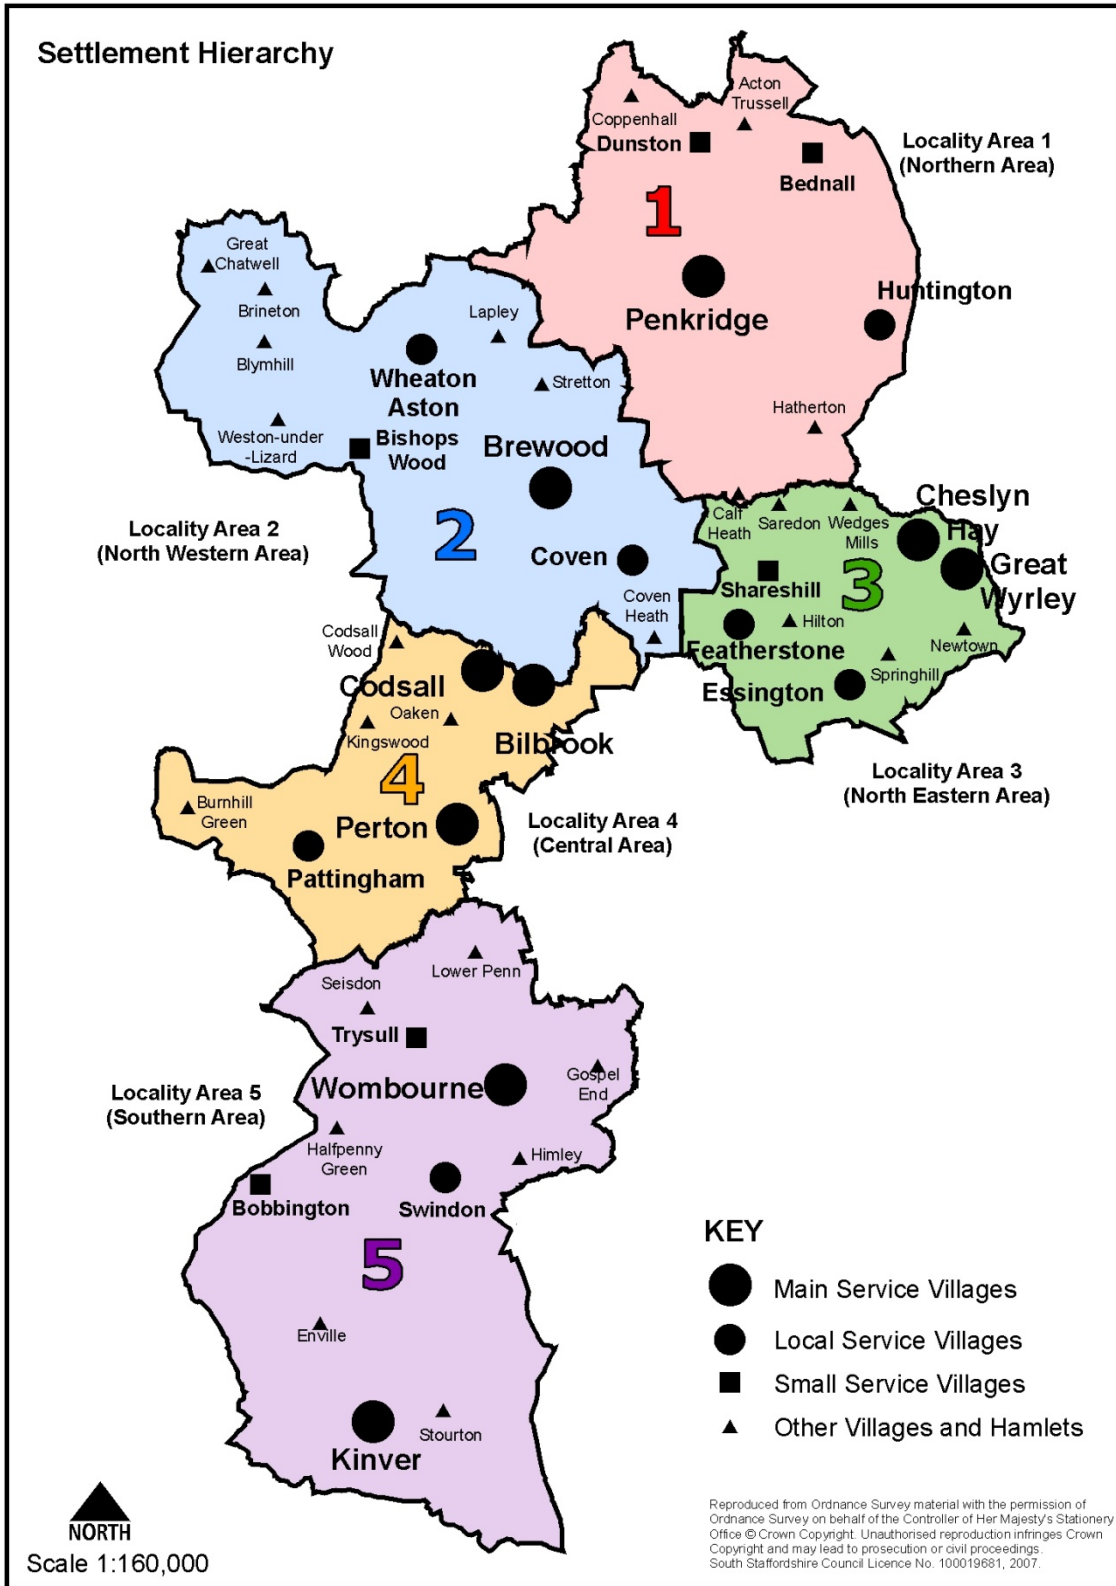 Settlement Hierarchy
Acton
Trussell
Coppenhall
Dunston
Bednall
Locality Area 1
(Northern Area)
1
Penkridge
Huntington
Hatherton
Great
Chatwell
Brineton
Blymhill
Weston-under
-Lizard
Lapley
Wheaton
Aston
Stretton
Bishops
Wood
Brewood
2
Coven
Coven
Heath
Locality Area 2
(North Western Area)
Calf
Heath
Saredon
Wedges
Mills
Cheslyn
Hay
Great
Wyrley
Shareshill
3
Hilton
Featherstone
Newtown
Springhill
Essington
Locality Area 3
(North Eastern Area)
Codsall
Wood
Codsall
Oaken
Kingswood
Bilbrook
4
Burnhill
Green
Perton
Pattingham
Locality Area 4
(Central Area)
Lower Penn
Seisdon
Trysull
Wombourne
Gospel
End
Locality Area 5
(Southern Area)
Halfpenny
Green
Himley
Bobbington
Swindon
5
Enville
Stourton
Kinver
KEY
Main Service Villages
Local Service Villages
Small Service Villages
Other Villages and Hamlets
NORTH
Scale 1:160,000
Reproduced from Ordnance Survey material with the permission of
Ordnance Survey on behalf of the Controller of Her Majesty's Stationery
Office © Crown Copyright. Unauthorised reproduction infringes Crown
Copyright and may lead to prosecution or civil proceedings.
South Staffordshire Council Licence No. 100019681, 2007.